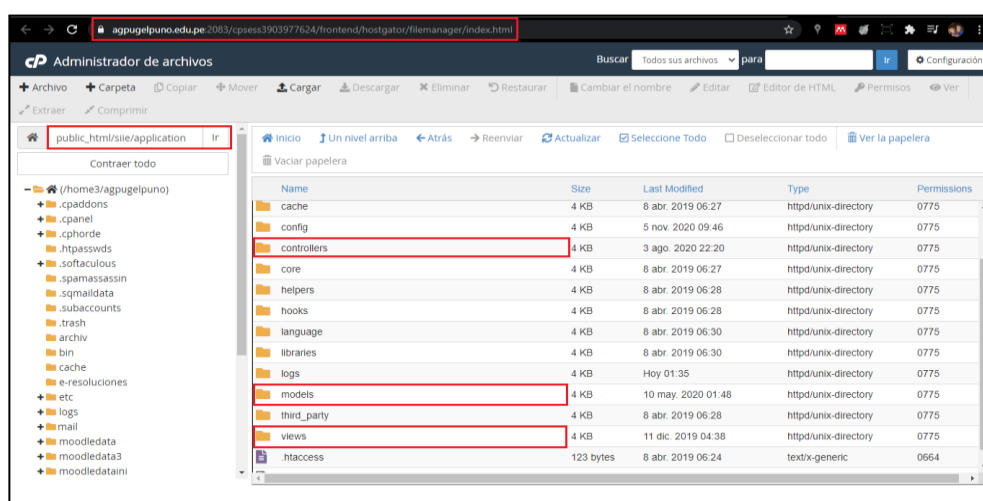 agpugelpuno.edu.pe:2083/cpsess3903977624/frontend/hostgator/filemanager/index.html
cP Administrador de archivos
Buscar Todos sus archivos para Ir Configuración
Archivo Carpeta Copiar Mover Cargar Descargar Eliminar Restaurar Cambiar el nombre Editar Editor de HTML Permisos Ver
Extraer Comprimir
public_html/siie/application Ir
Inicio Un nivel arriba Atrás Reenviar Actualizar Seleccione Todo Deseleccionar todo Ver la papelera
Vaciar papelera
Contraer todo
(/home3/agpugelpuno)
.cpaddons
.cpanel
.cphorde
.htpasswds
.softaculous
.spamassassin
.sqmaildata
.subaccounts
.trash
archiv
bin
cache
e-resoluciones
etc
logs
mail
moodledata
moodledata3
moodledataini
Name Size Last Modified Type Permissions
cache 4 KB 8 abr. 2019 06:27 httpd/unix-directory 0775
config 4 KB 5 nov. 2020 09:46 httpd/unix-directory 0775
controllers 4 KB 3 ago. 2020 22:20 httpd/unix-directory 0775
core 4 KB 8 abr. 2019 06:27 httpd/unix-directory 0775
helpers 4 KB 8 abr. 2019 06:28 httpd/unix-directory 0775
hooks 4 KB 8 abr. 2019 06:28 httpd/unix-directory 0775
language 4 KB 8 abr. 2019 06:30 httpd/unix-directory 0775
libraries 4 KB 8 abr. 2019 06:30 httpd/unix-directory 0775
logs 4 KB Hoy 01:35 httpd/unix-directory 0775
models 4 KB 10 may. 2020 01:48 httpd/unix-directory 0775
third_party 4 KB 8 abr. 2019 06:28 httpd/unix-directory 0775
views 4 KB 11 dic. 2019 04:38 httpd/unix-directory 0775
.htaccess 123 bytes 8 abr. 2019 06:24 text/x-generic 0664